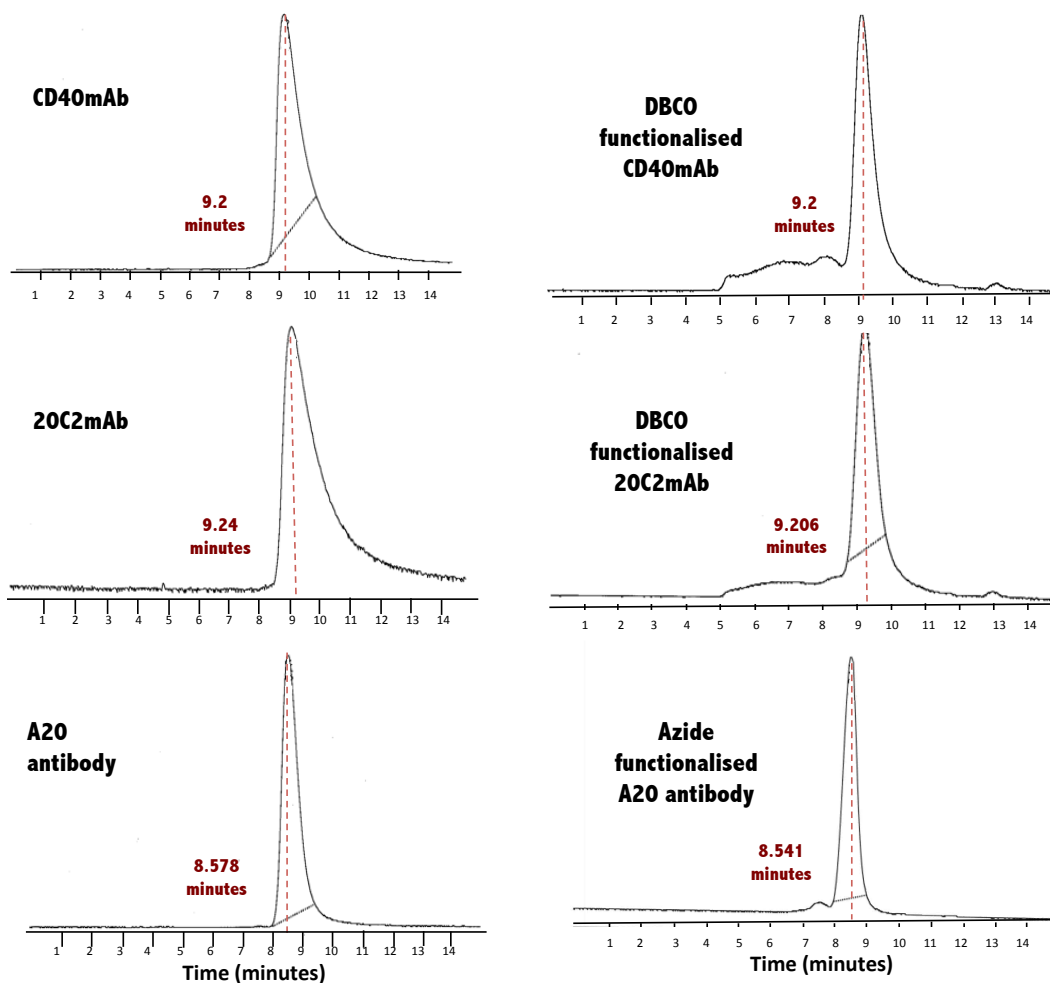 CD40mAb
9.2
minutes
1 2 3 4 5 6 7 8 9 10 11 12 13 14
DBCO
functionalised
CD40mAb
9.2
minutes
1 2 3 4 5 6 7 8 9 10 11 12 13 14
20C2mAb
9.24
minutes
1 2 3 4 5 6 7 8 9 10 11 12 13 14
DBCO
functionalised
20C2mAb
9.206
minutes
1 2 3 4 5 6 7 8 9 10 11 12 13 14
A20
antibody
8.578
minutes
1 2 3 4 5 6 7 8 9 10 11 12 13 14
Time (minutes)
Azide
functionalised
A20 antibody
8.541
minutes
1 2 3 4 5 6 7 8 9 10 11 12 13 14
Time (minutes)